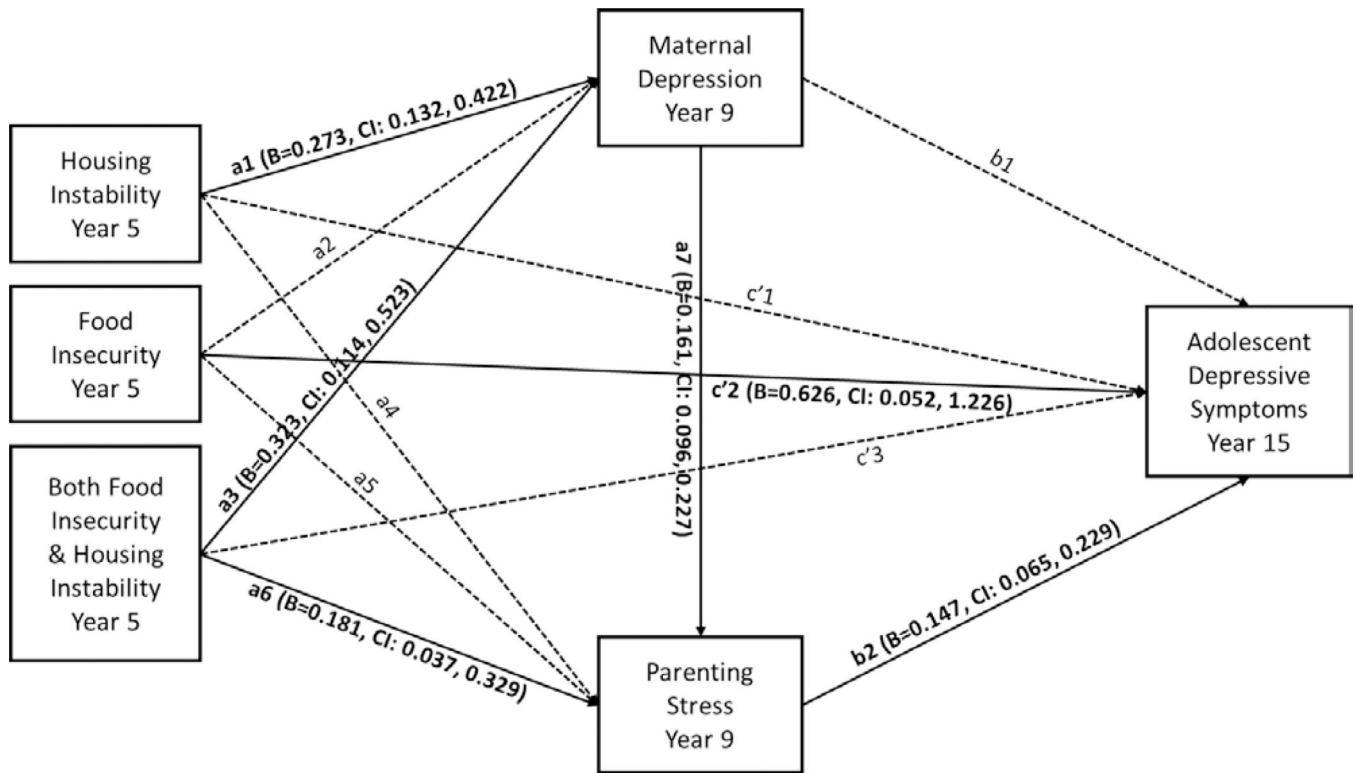 Maternal
Depression
Year 9
Housing
Instability
Year 5
a1 (B=0.273, CI: 0.132, 0.422)
a2
b1
a7 (B=0.161, CI: 0.096, 0.227)
c'1
Food
Insecurity
Year 5
a3 (B=0.323, CI: 0.114, 0.523)
a4
c'2 (B=0.626, CI: 0.052, 1.226)
Adolescent
Depressive
Symptoms
Year 15
a5
c'3
Both Food
Insecurity
& Housing
Instability
Year 5
a6 (B=0.181, CI: 0.037, 0.329)
b2 (B=0.147, CI: 0.065, 0.229)
Parenting
Stress
Year 9